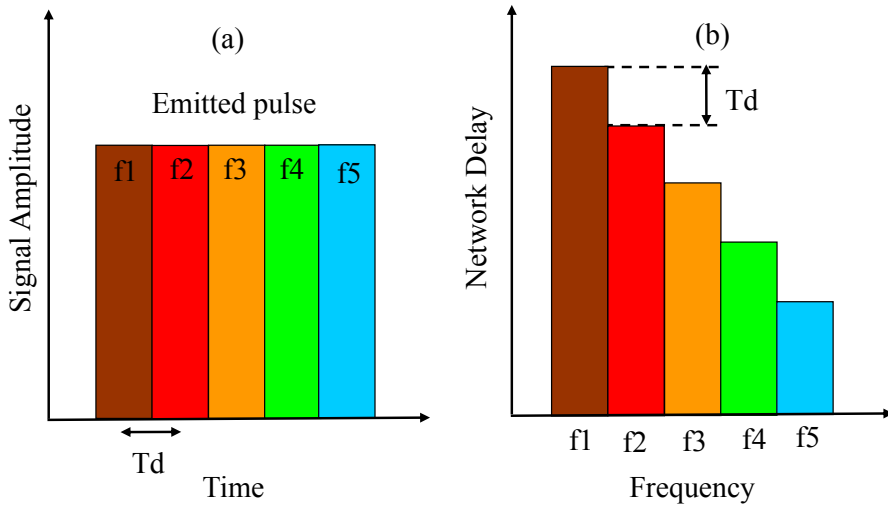 (a)
Emitted pulse
Signal Amplitude
f1 f2 f3 f4 f5
Td
Time
(b)
Td
Network Delay
f1 f2 f3 f4 f5
Frequency